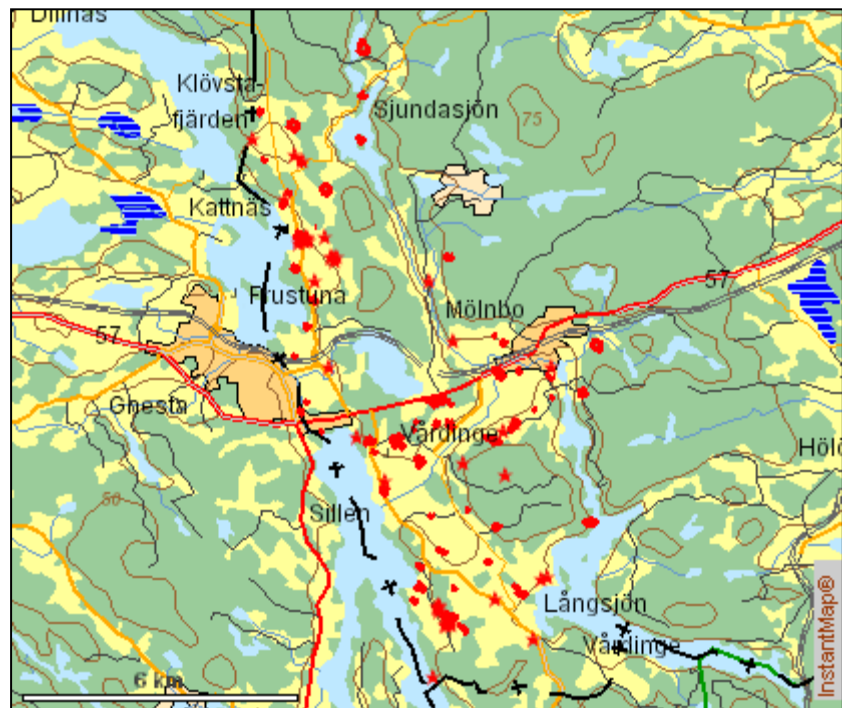 Dillnäs
Klövsta-
fjärden
Sjundasjön
75
Kattnäs
57
Frustuna
Mölnbo
57
Ghesta
Vårdinge
Hölö
50
Sillen
Långsjön
Vårdinge
6 km
InstantMap®